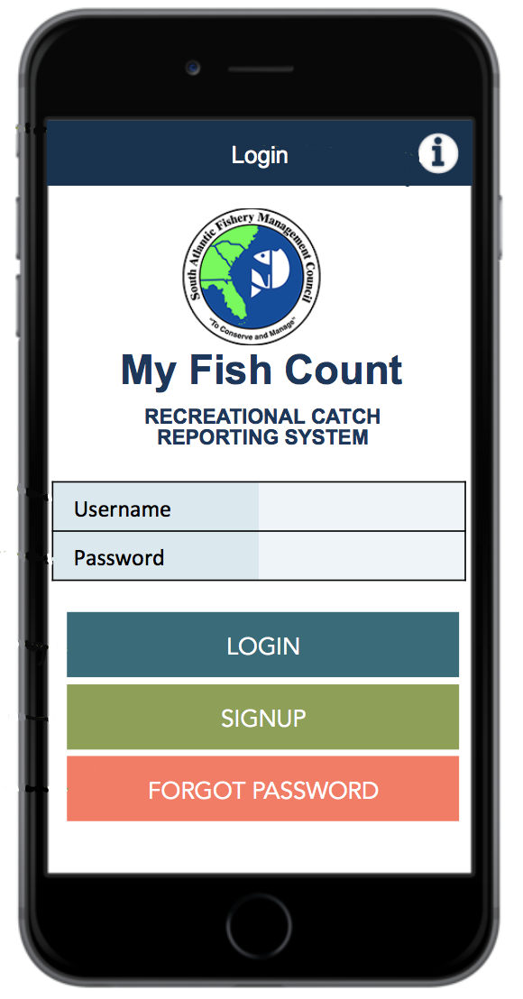 Login
South Atlantic Fishery Management Council
"To Conserve and Manage"
My Fish Count
RECREATIONAL CATCH
REPORTING SYSTEM
Username
Password
LOGIN
SIGNUP
FORGOT PASSWORD